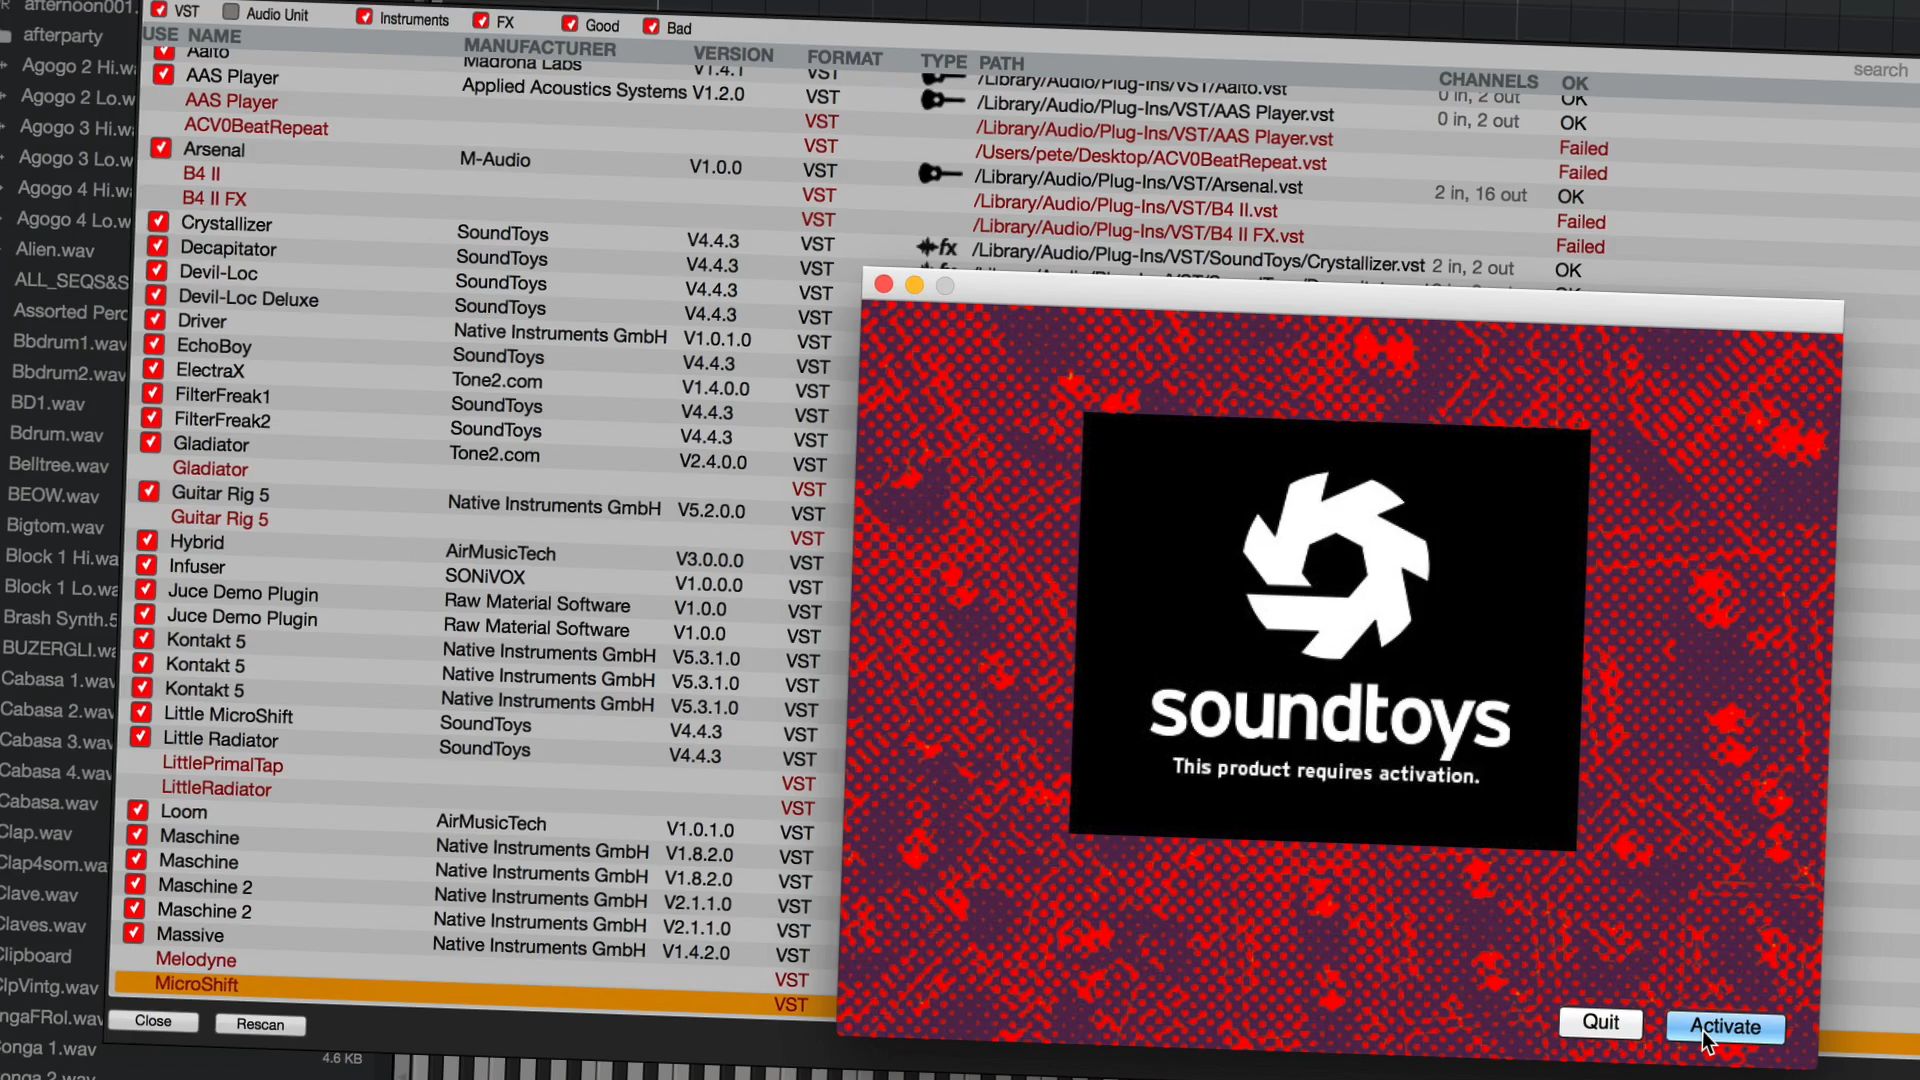 VST Audio Unit Instruments FX Good Bad
search
USE NAME MANUFACTURER VERSION FORMAT TYPE PATH CHANNELS OK
Aalto Madrona Labs V1.4.1 VST /Library/Audio/Plug-Ins/VST/Aalto.vst 0 in, 2 out OK
AAS Player Applied Acoustics Systems V1.2.0 VST /Library/Audio/Plug-Ins/VST/AAS Player.vst 0 in, 2 out OK
AAS Player VST /Library/Audio/Plug-Ins/VST/AAS Player.vst Failed
ACV0BeatRepeat VST /Users/pete/Desktop/ACV0BeatRepeat.vst Failed
Arsenal M-Audio V1.0.0 VST /Library/Audio/Plug-Ins/VST/Arsenal.vst 2 in, 16 out OK
B4 II VST /Library/Audio/Plug-Ins/VST/B4 II.vst Failed
B4 II FX VST /Library/Audio/Plug-Ins/VST/B4 II FX.vst Failed
Crystallizer SoundToys V4.4.3 VST fx /Library/Audio/Plug-Ins/VST/SoundToys/Crystallizer.vst 2 in, 2 out OK
Decapitator SoundToys V4.4.3 VST
Devil-Loc SoundToys V4.4.3 VST
Devil-Loc Deluxe SoundToys V4.4.3 VST
Driver Native Instruments GmbH V1.0.1.0 VST
EchoBoy SoundToys V4.4.3 VST
ElectraX Tone2.com V1.4.0.0 VST
FilterFreak1 SoundToys V4.4.3 VST
FilterFreak2 SoundToys V4.4.3 VST
Gladiator Tone2.com V2.4.0.0 VST
Gladiator VST
Guitar Rig 5 Native Instruments GmbH V5.2.0.0 VST
Guitar Rig 5 VST
Hybrid AirMusicTech V3.0.0.0 VST
Infuser SONiVOX V1.0.0.0 VST
Juce Demo Plugin Raw Material Software V1.0.0 VST
Juce Demo Plugin Raw Material Software V1.0.0 VST
Kontakt 5 Native Instruments GmbH V5.3.1.0 VST
Kontakt 5 Native Instruments GmbH V5.3.1.0 VST
Kontakt 5 Native Instruments GmbH V5.3.1.0 VST
Little MicroShift SoundToys V4.4.3 VST
Little Radiator SoundToys V4.4.3 VST
LittlePrimalTap VST
LittleRadiator VST
Loom AirMusicTech V1.0.1.0 VST
Maschine Native Instruments GmbH V1.8.2.0 VST
Maschine Native Instruments GmbH V1.8.2.0 VST
Maschine 2 Native Instruments GmbH V2.1.1.0 VST
Maschine 2 Native Instruments GmbH V2.1.1.0 VST
Massive Native Instruments GmbH V1.4.2.0 VST
Melodyne VST
MicroShift VST
Close Rescan
4.6 KB
afternoon001.
afterparty
Agogo 2 Hi.w
Agogo 2 Lo.w
Agogo 3 Hi.w
Agogo 3 Lo.w
Agogo 4 Hi.w
Agogo 4 Lo.w
Alien.wav
ALL_SEQS&S
Assorted Perc
Bbdrum1.wav
Bbdrum2.wav
BD1.wav
Bdrum.wav
Belltree.wav
BEOW.wav
Bigtom.wav
Block 1 Hi.wa
Block 1 Lo.wa
Brash Synth.5
BUZERGLI.wa
Cabasa 1.wav
Cabasa 2.wav
Cabasa 3.wav
Cabasa 4.wav
Cabasa.wav
Clap.wav
Clap4som.wa
Clave.wav
Claves.wav
Clipboard
ClpVintg.wav
ngaFRol.wav
onga 1.wav
onga 2.wav
soundtoys
This product requires activation.
Quit Activate